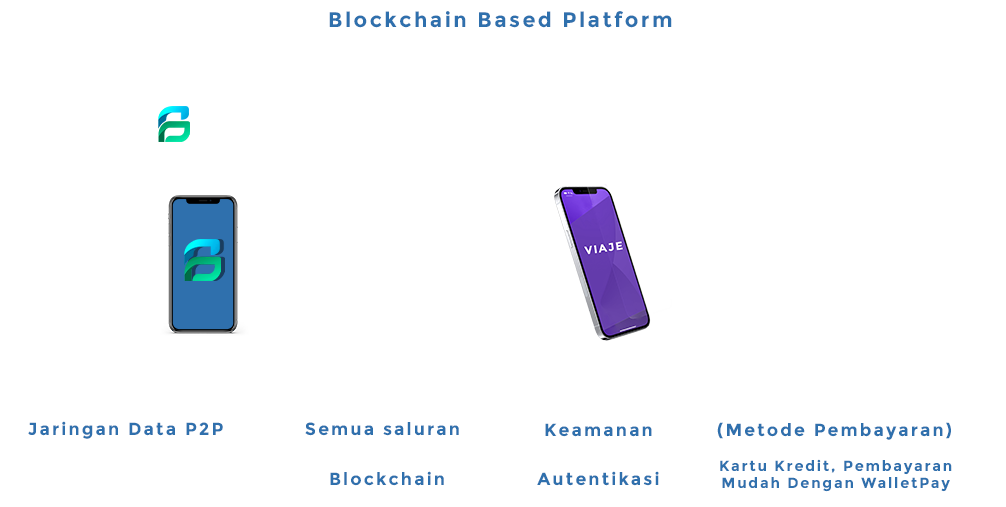 Blockchain Based Platform
VIAJE
Jaringan Data P2P
Semua saluran
Keamanan
(Metode Pembayaran)
Blockchain
Autentikasi
Kartu Kredit, Pembayaran
Mudah Dengan WalletPay